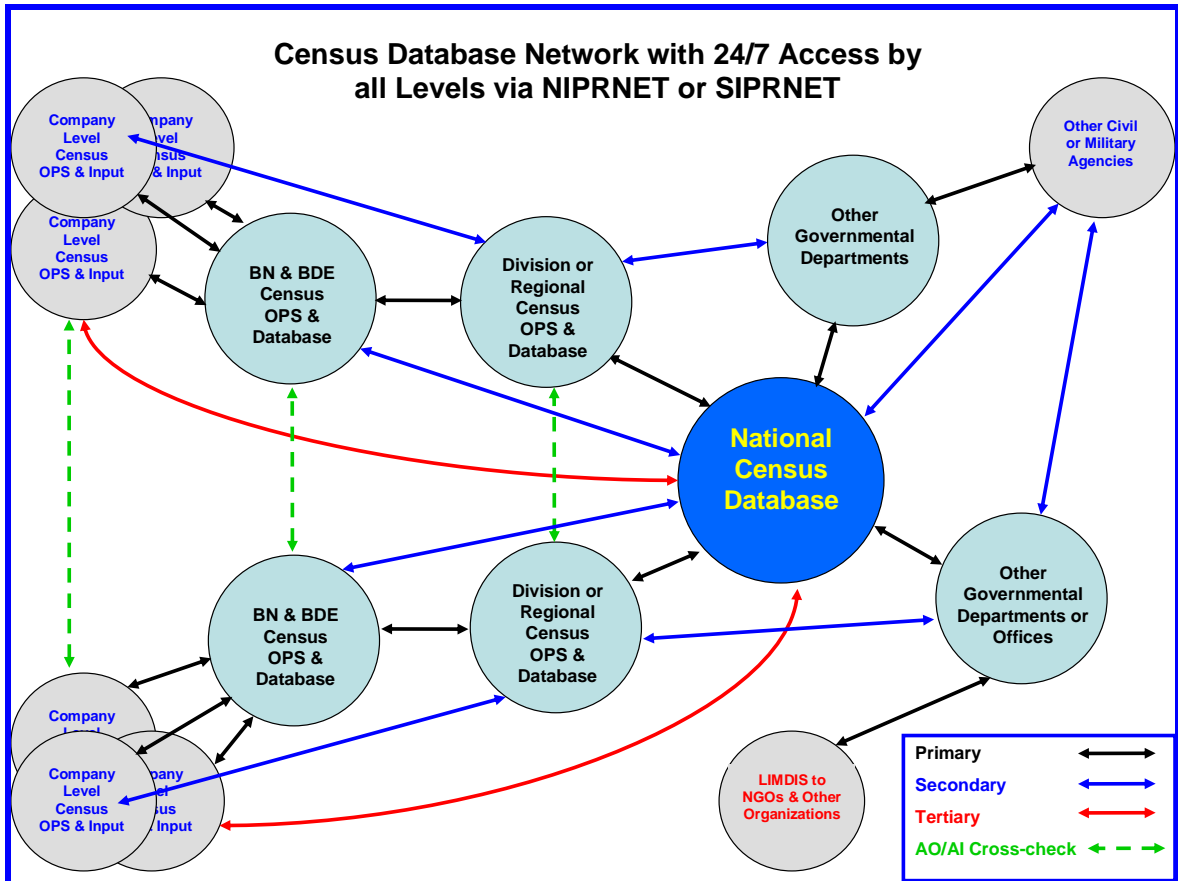 Census Database Network with 24/7 Access by
all Levels via NIPRNET or SIPRNET
Company
Level
Census
OPS & Input
Company
Level
Census
OPS & Input
BN & BDE
Census
OPS &
Database
Division or
Regional
Census
OPS &
Database
Other
Governmental
Departments
Other Civil
or Military
Agencies
National
Census
Database
BN & BDE
Census
OPS &
Database
Division or
Regional
Census
OPS &
Database
Other
Governmental
Departments or
Offices
Company
Company
Level
Census
OPS & Input
LIMDIS to
NGOs & Other
Organizations
Primary
Secondary
Tertiary
AO/AI Cross-check